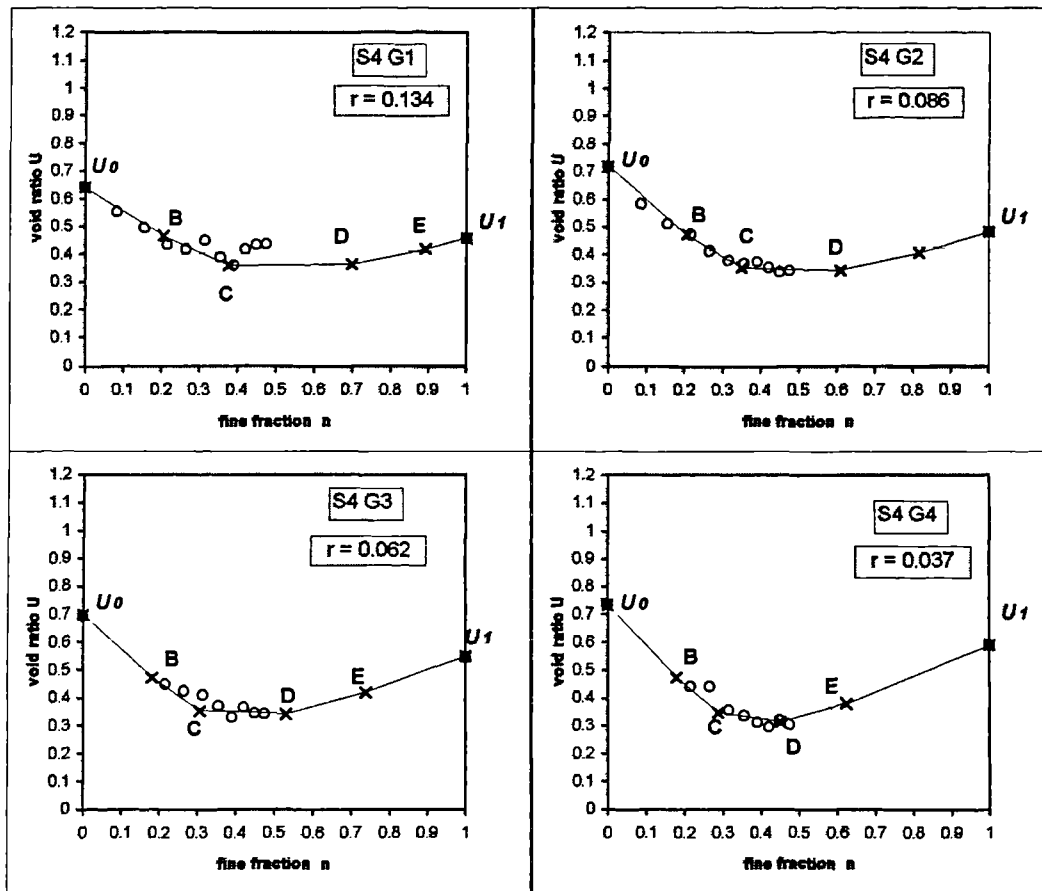 1.2
1.1
1
0.9
0.8
0.7
0.6
0.5
0.4
0.3
0.2
0.1
0
void ratio U
S4 G1
r = 0.134
U0
B
C
D
E
U1
0 0.1 0.2 0.3 0.4 0.5 0.6 0.7 0.8 0.9 1
fine fraction n
1.2
1.1
1
0.9
0.8
0.7
0.6
0.5
0.4
0.3
0.2
0.1
0
void ratio U
S4 G2
r = 0.086
U0
B
C
D
U1
0 0.1 0.2 0.3 0.4 0.5 0.6 0.7 0.8 0.9 1
fine fraction n
1.2
1.1
1
0.9
0.8
0.7
0.6
0.5
0.4
0.3
0.2
0.1
0
void ratio U
S4 G3
r = 0.062
U0
B
C
D
E
U1
0 0.1 0.2 0.3 0.4 0.5 0.6 0.7 0.8 0.9 1
fine fraction n
1.2
1.1
1
0.9
0.8
0.7
0.6
0.5
0.4
0.3
0.2
0.1
0
void ratio U
S4 G4
r = 0.037
U0
B
C
D
E
U1
0 0.1 0.2 0.3 0.4 0.5 0.6 0.7 0.8 0.9 1
fine fraction n